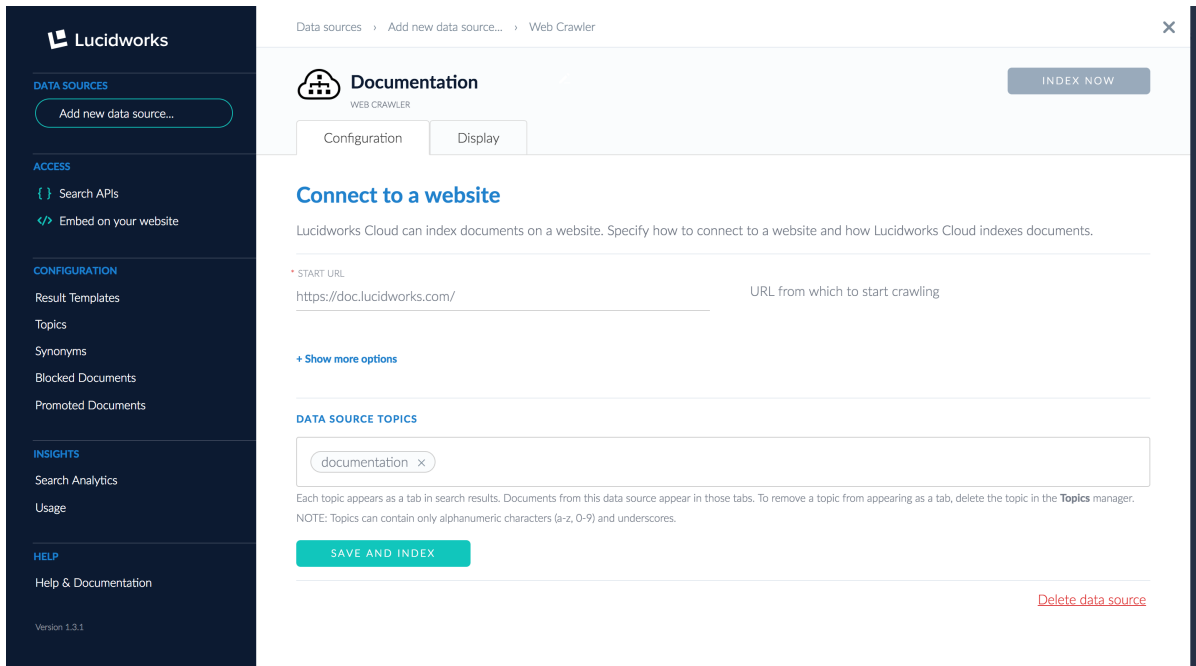 Lucidworks
DATA SOURCES
Add new data source...
ACCESS
{ } Search APIs
</> Embed on your website
CONFIGURATION
Result Templates
Topics
Synonyms
Blocked Documents
Promoted Documents
INSIGHTS
Search Analytics
Usage
HELP
Help & Documentation
Version 1.3.1
Data sources › Add new data source... › Web Crawler
Documentation
WEB CRAWLER
INDEX NOW
Configuration
Display
Connect to a website
Lucidworks Cloud can index documents on a website. Specify how to connect to a website and how Lucidworks Cloud indexes documents.
* START URL
https://doc.lucidworks.com/
URL from which to start crawling
+ Show more options
DATA SOURCE TOPICS
documentation ×
Each topic appears as a tab in search results. Documents from this data source appear in those tabs. To remove a topic from appearing as a tab, delete the topic in the Topics manager.
NOTE: Topics can contain only alphanumeric characters (a-z, 0-9) and underscores.
SAVE AND INDEX
Delete data source